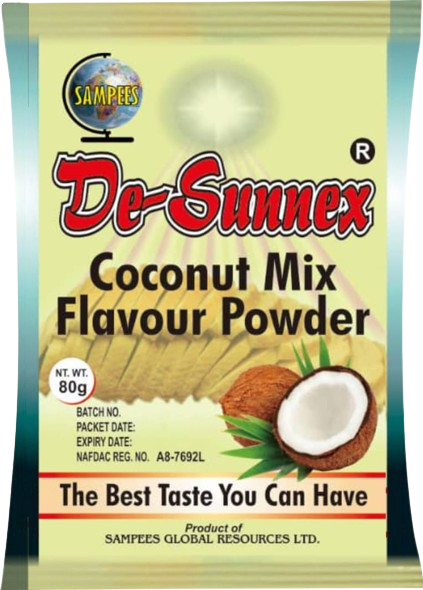 SAMPEES
®
De-Sunnex
Coconut Mix
Flavour Powder
NT. WT.
80g
BATCH NO.
PACKET DATE:
EXPIRY DATE:
NAFDAC REG. NO. A8-7692L
The Best Taste You Can Have
Product of
SAMPEES GLOBAL RESOURCES LTD.